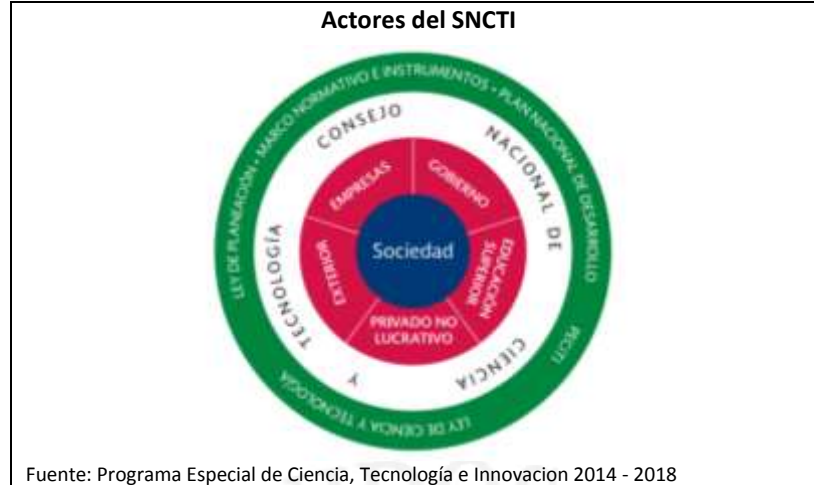 Actores del SNCTI
LEY DE PLANEACIÓN • MARCO NORMATIVO E INSTRUMENTOS • PLAN NACIONAL DE DESARROLLO
PECITI
LEY DE CIENCIA Y TECNOLOGÍA
CONSEJO NACIONAL DE CIENCIA Y TECNOLOGÍA
EMPRESAS
GOBIERNO
EDUCACIÓN
SUPERIOR
PRIVADO NO
LUCRATIVO
EXTERIOR
Sociedad
Fuente: Programa Especial de Ciencia, Tecnología e Innovacion 2014 - 2018